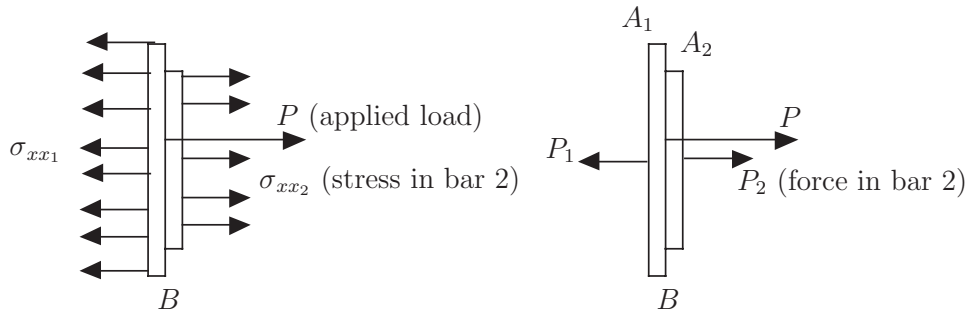 P (applied load)
σxx1
σxx2 (stress in bar 2)
B
A1
A2
P
P1
P2 (force in bar 2)
B